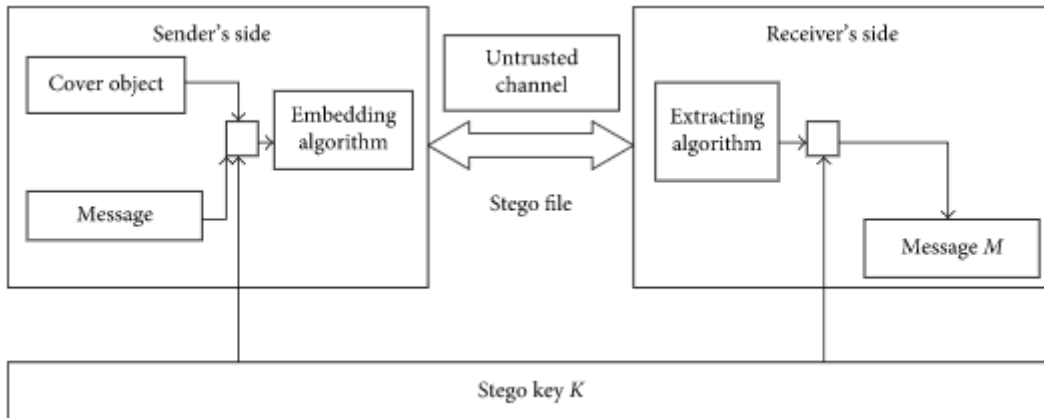 Sender's side
Cover object
Embedding
algorithm
Message
Untrusted
channel
Stego file
Receiver's side
Extracting
algorithm
Message M
Stego key K